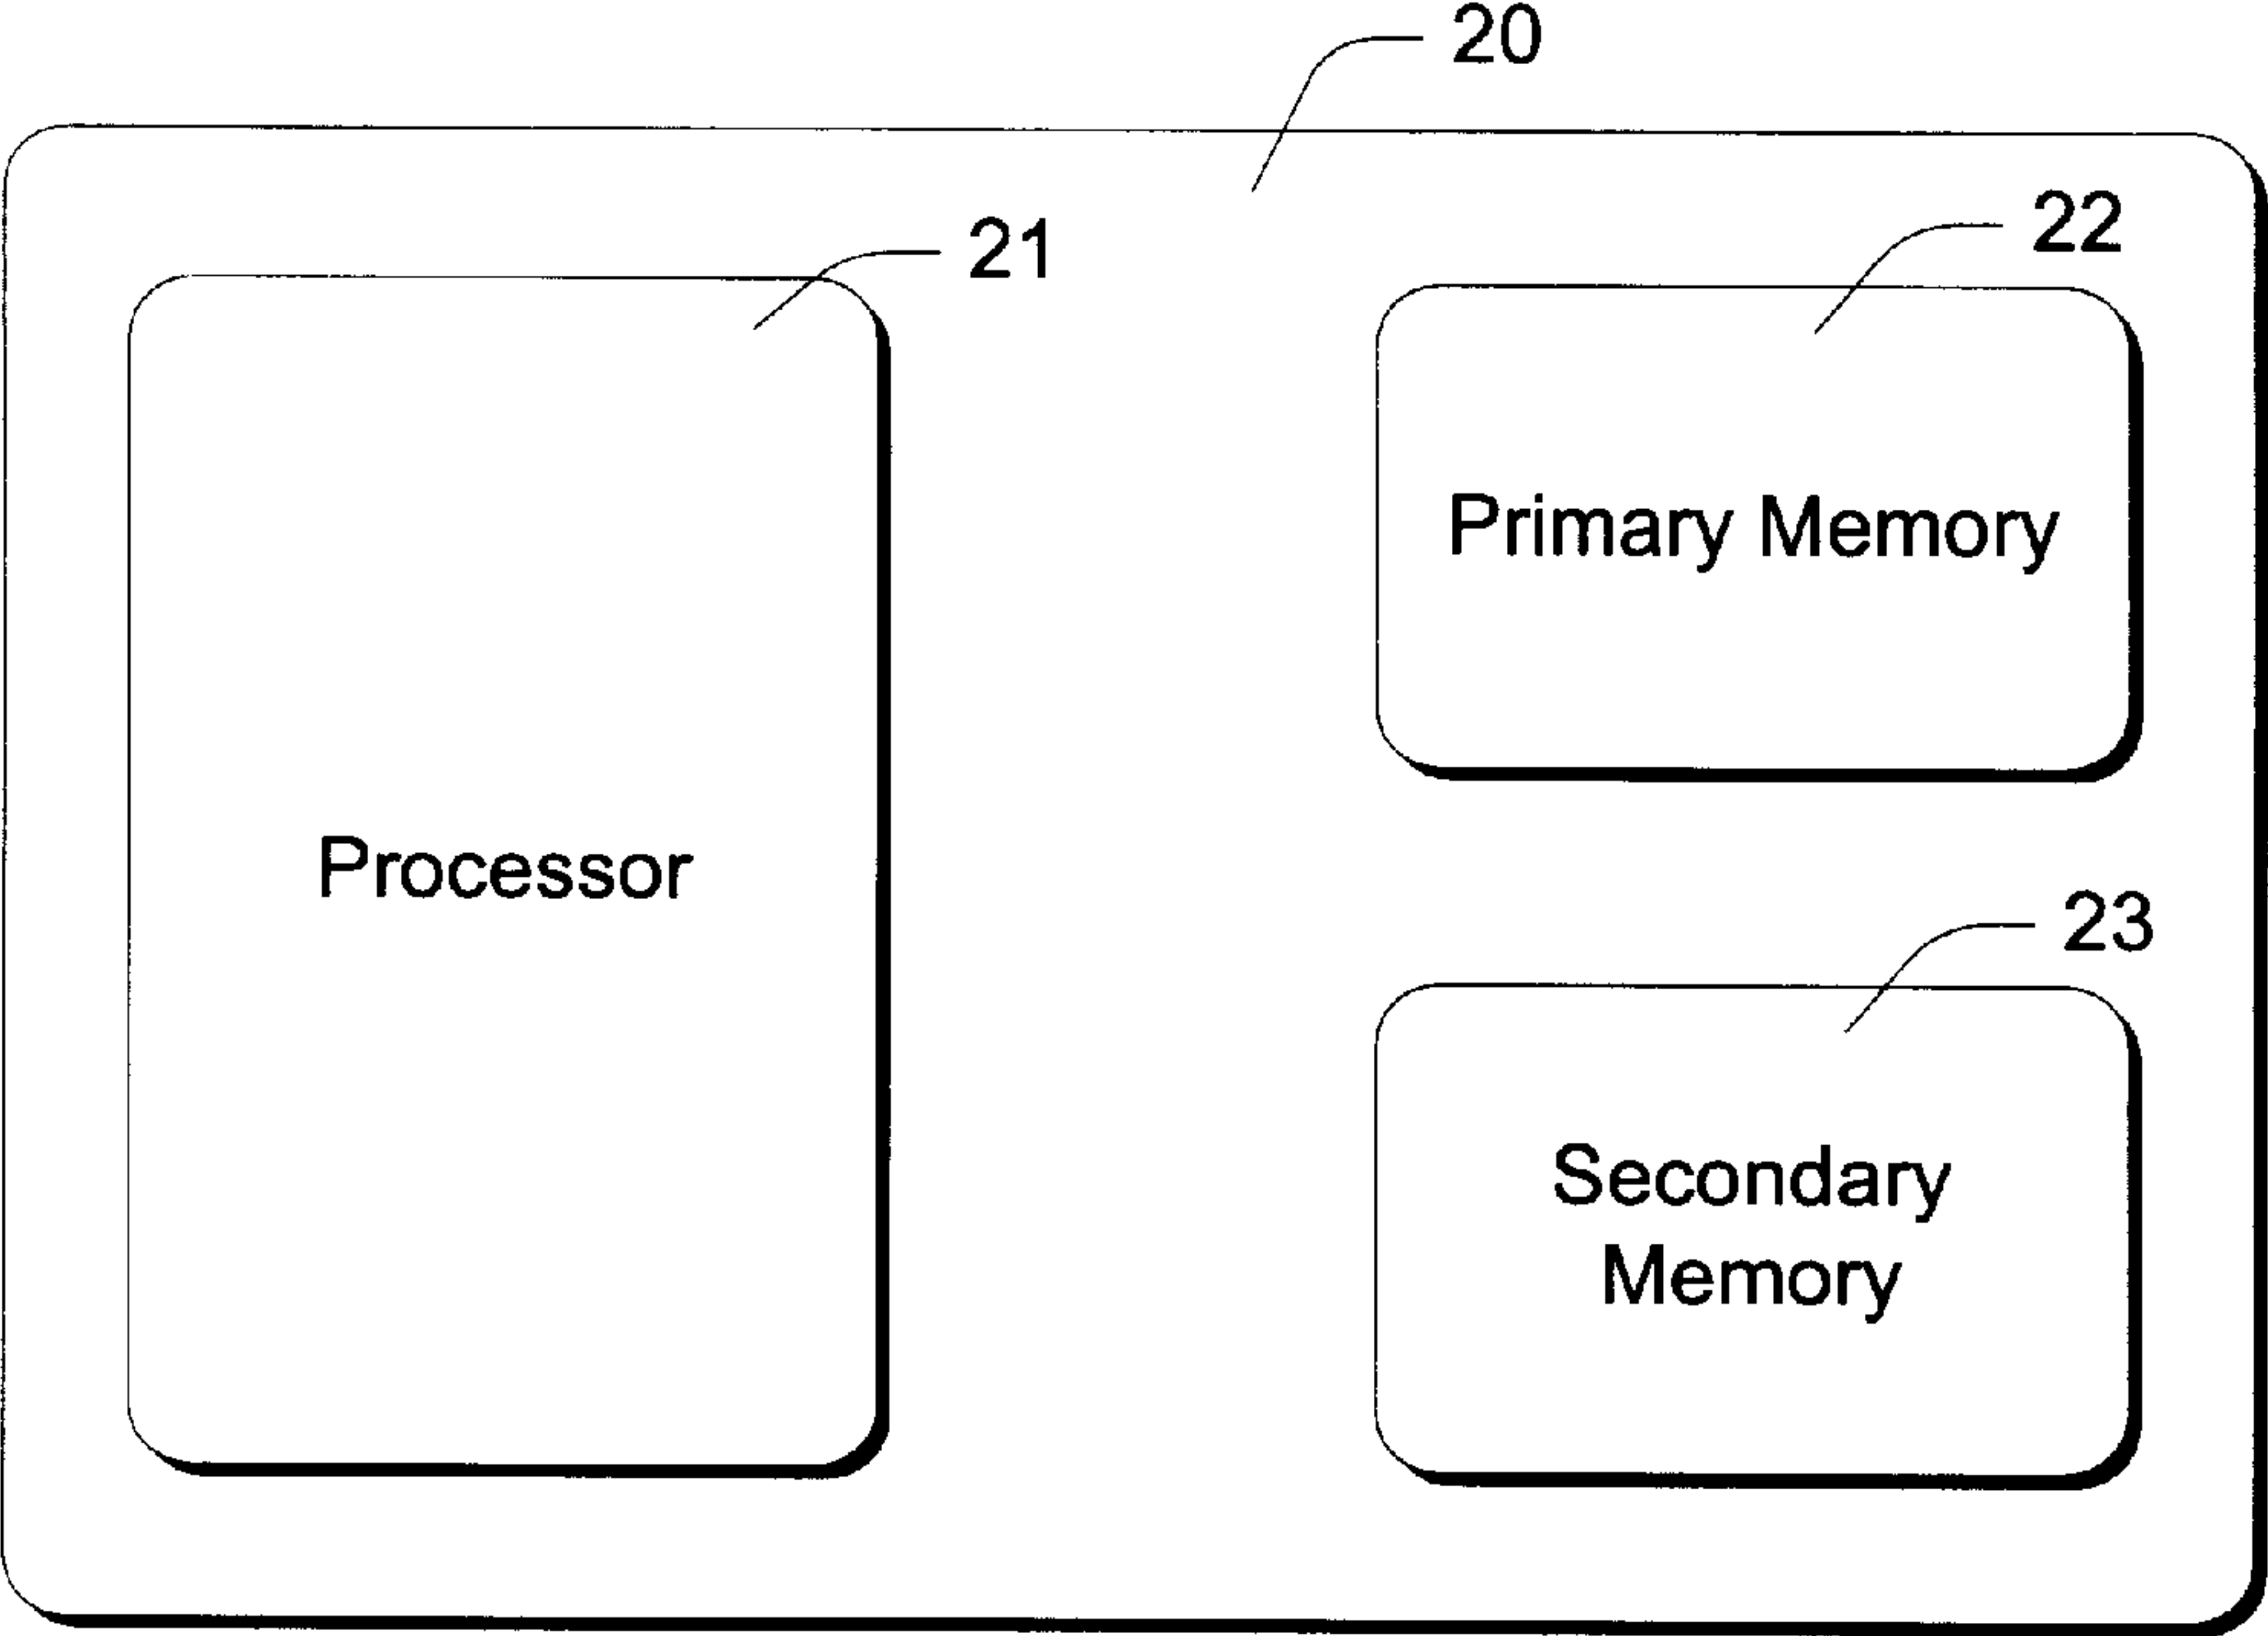 20
21
22
Primary Memory
Processor
23
Secondary
Memory